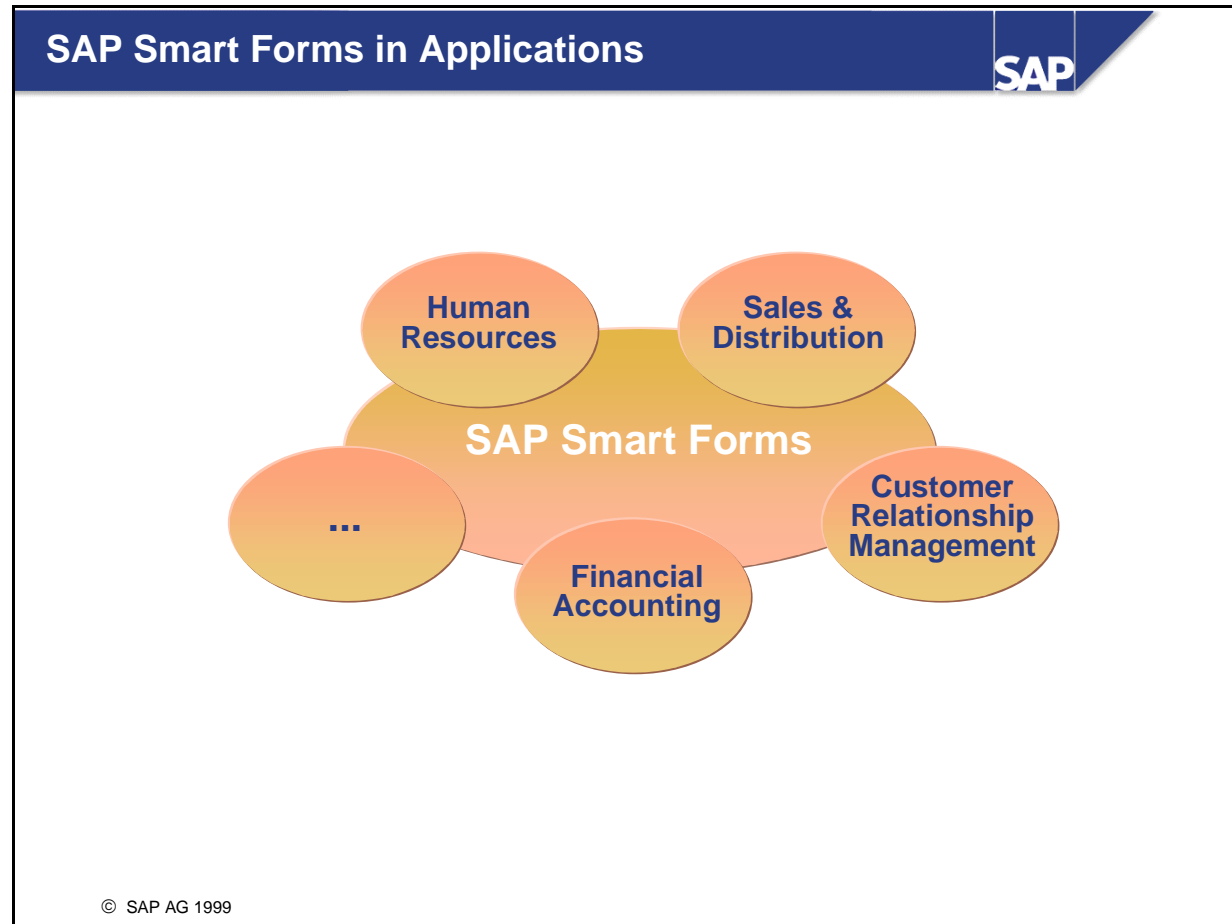 SAP Smart Forms in Applications
SAP
Human
Resources
Sales &
Distribution
SAP Smart Forms
...
Customer
Relationship
Management
Financial
Accounting
© SAP AG 1999